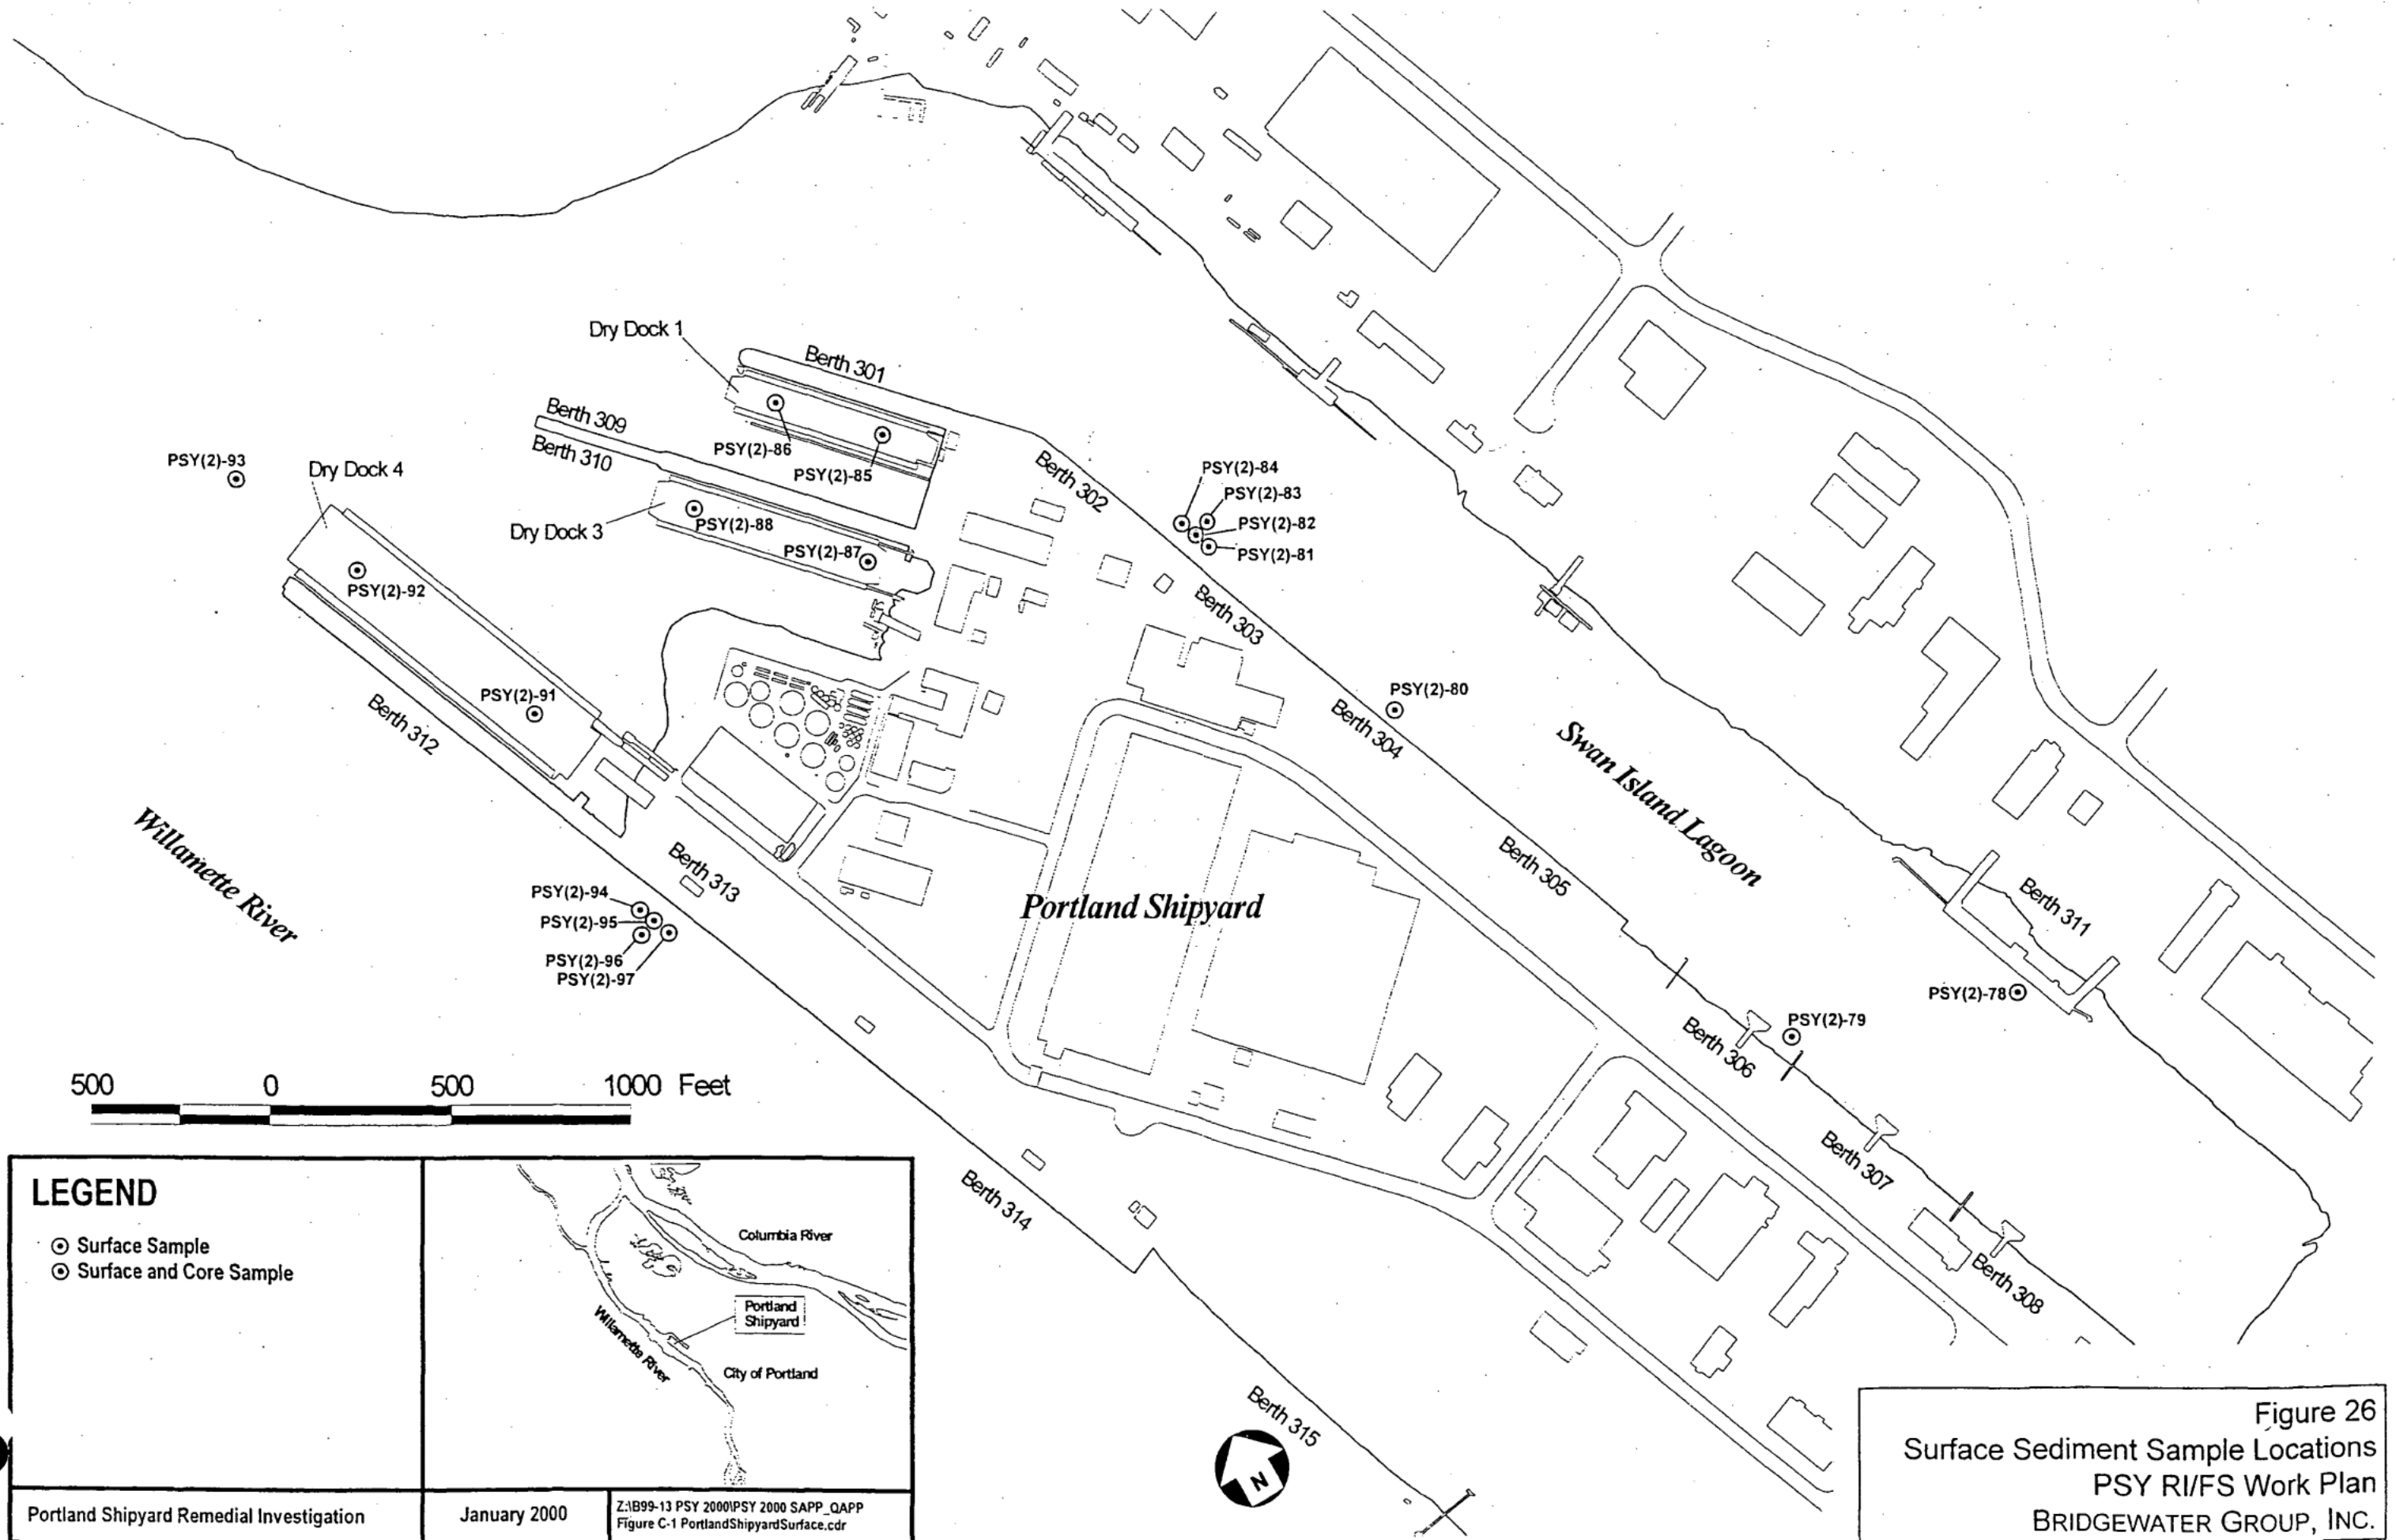 Dry Dock 1
Berth 301
Berth 309
Berth 310
PSY(2)-86
PSY(2)-85
Berth 302
PSY(2)-93
Dry Dock 4
PSY(2)-84
PSY(2)-83
PSY(2)-82
PSY(2)-81
Dry Dock 3
PSY(2)-88
PSY(2)-87
PSY(2)-92
Berth 303
PSY(2)-91
Berth 312
PSY(2)-80
Berth 304
Swan Island Lagoon
Willamette River
Berth 313
Berth 305
PSY(2)-94
PSY(2)-95
PSY(2)-96
PSY(2)-97
Portland Shipyard
Berth 311
PSY(2)-78
PSY(2)-79
Berth 306
500 0 500 1000 Feet
Berth 307
Berth 314
Berth 308
Berth 315
N
LEGEND
Surface Sample
Surface and Core Sample
Columbia River
Portland
Shipyard
Willamette River
City of Portland
Portland Shipyard Remedial Investigation
January 2000
Z:\B99-13 PSY 2000\PSY 2000 SAPP_QAPP
Figure C-1 PortlandShipyardSurface.cdr
Figure 26
Surface Sediment Sample Locations
PSY RI/FS Work Plan
BRIDGEWATER GROUP, INC.